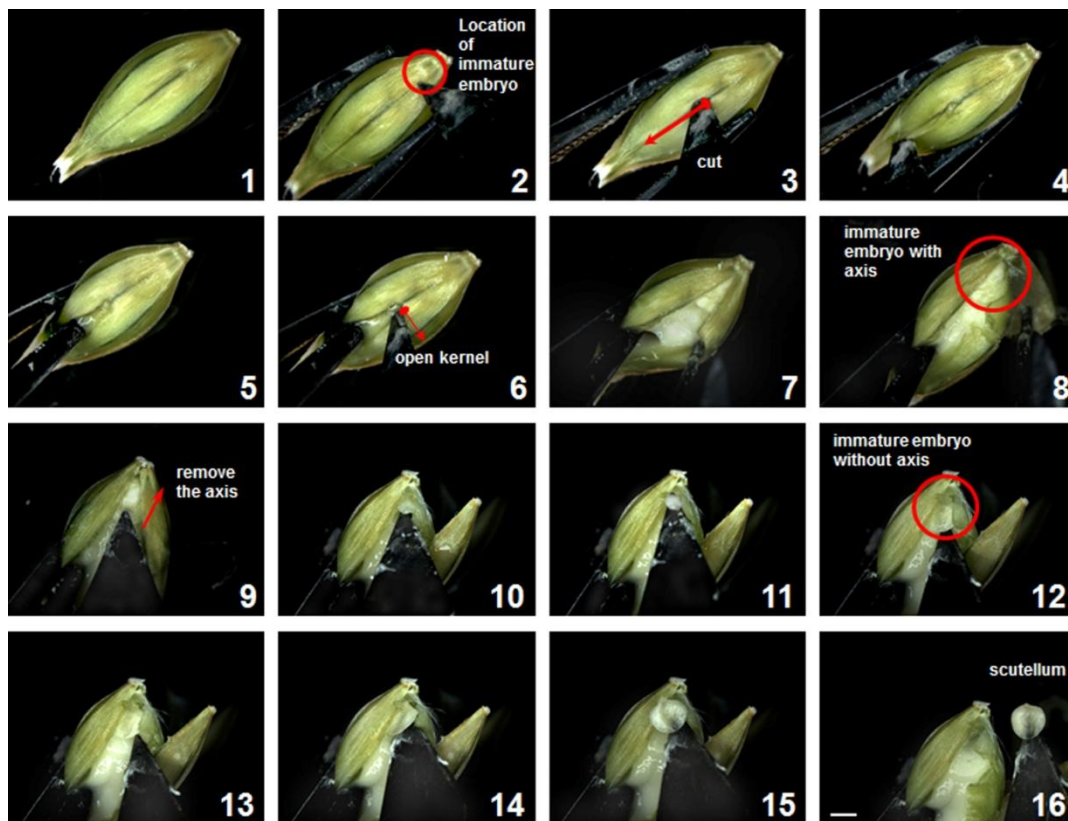 1
Location
of
immature
embryo
2
cut
3
4
5
open kernel
6
7
immature
embryo with
axis
8
remove
the axis
9
10
11
immature embryo
without axis
12
13
14
15
scutellum
16